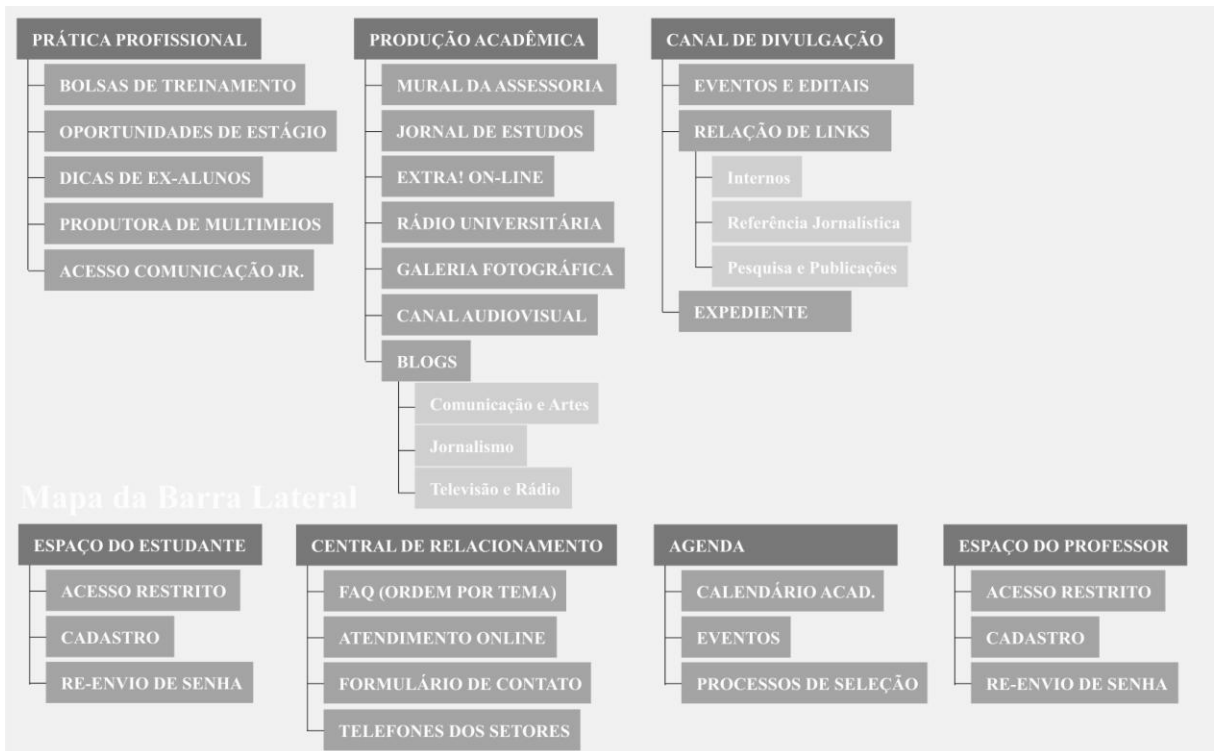 PRÁTICA PROFISSIONAL
BOLSAS DE TREINAMENTO
OPORTUNIDADES DE ESTÁGIO
DICAS DE EX-ALUNOS
PRODUTORA DE MULTIMEIOS
ACESSO COMUNICAÇÃO JR.
PRODUÇÃO ACADÊMICA
MURAL DA ASSESSORIA
JORNAL DE ESTUDOS
EXTRA! ON-LINE
RÁDIO UNIVERSITÁRIA
GALERIA FOTOGRÁFICA
CANAL AUDIOVISUAL
BLOGS
Comunicação e Artes
Jornalismo
Televisão e Rádio
CANAL DE DIVULGAÇÃO
EVENTOS E EDITAIS
RELAÇÃO DE LINKS
Internos
Referência Jornalística
Pesquisa e Publicações
EXPEDIENTE
Mapa da Barra Lateral
ESPAÇO DO ESTUDANTE
ACESSO RESTRITO
CADASTRO
RE-ENVIO DE SENHA
CENTRAL DE RELACIONAMENTO
FAQ (ORDEM POR TEMA)
ATENDIMENTO ONLINE
FORMULÁRIO DE CONTATO
TELEFONES DOS SETORES
AGENDA
CALENDÁRIO ACAD.
EVENTOS
PROCESSOS DE SELEÇÃO
ESPAÇO DO PROFESSOR
ACESSO RESTRITO
CADASTRO
RE-ENVIO DE SENHA